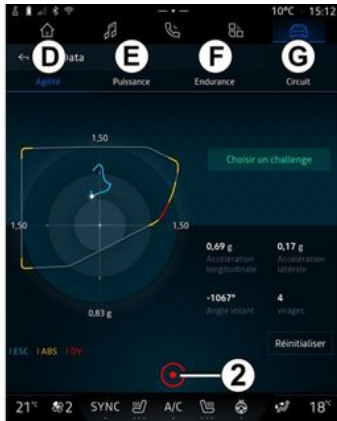 10°C 15:12
D E F G
Data
Agilité Puissance Endurance Circuit
1,50
Choisir un challenge
1,50 1,50
0,69 g 0,17 g
Accélération Accélération
longitudinale latérale
-1067° 4
Angle volant virages
0,83 g
ESC ABS DV
Réinitialiser
2
21° 2 SYNC A/C 18°